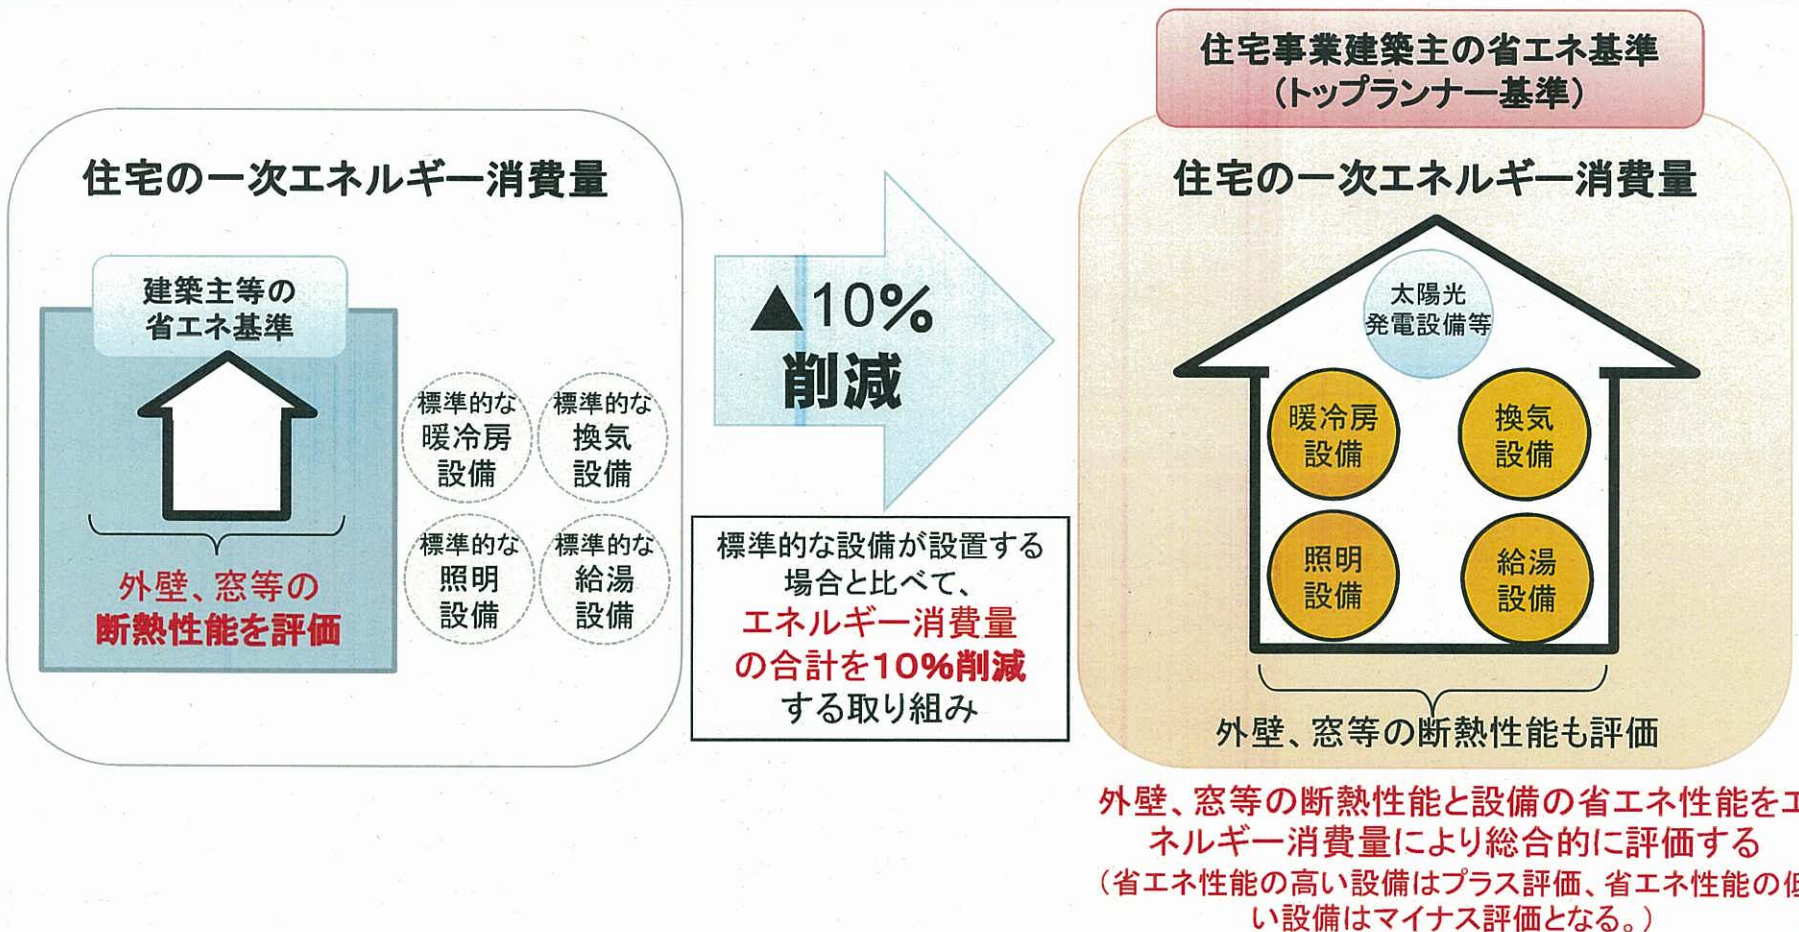 住宅の一次エネルギー消費量
建築主等の
省エネ基準
外壁、窓等の
断熱性能を評価
標準的な
暖冷房
設備
標準的な
換気
設備
標準的な
照明
設備
標準的な
給湯
設備
▲10%
削減
標準的な設備が設置する
場合と比べて、
エネルギー消費量
の合計を10%削減
する取り組み
住宅事業建築主の省エネ基準
(トップランナー基準)
住宅の一次エネルギー消費量
太陽光
発電設備等
暖冷房
設備
換気
設備
照明
設備
給湯
設備
外壁、窓等の断熱性能も評価
外壁、窓等の断熱性能と設備の省エネ性能をエ
ネルギー消費量により総合的に評価する
(省エネ性能の高い設備はプラス評価、省エネ性能の低
い設備はマイナス評価となる。)